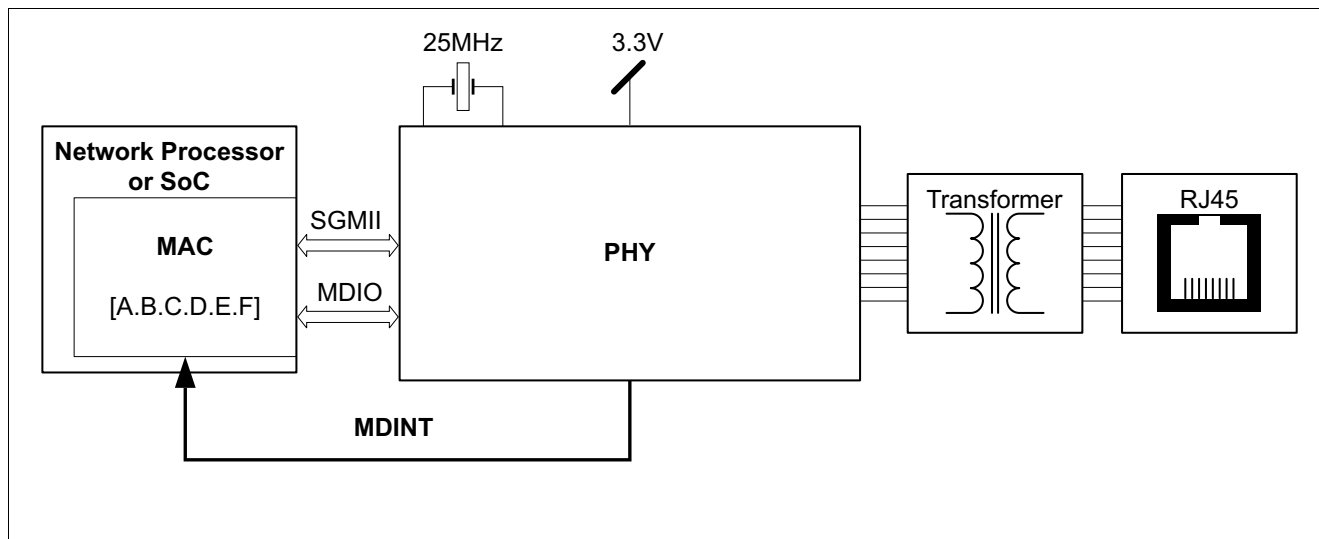 25MHz
3.3V
Network Processor
or SoC
MAC
[A.B.C.D.E.F]
SGMII
MDIO
PHY
Transformer
RJ45
MDINT